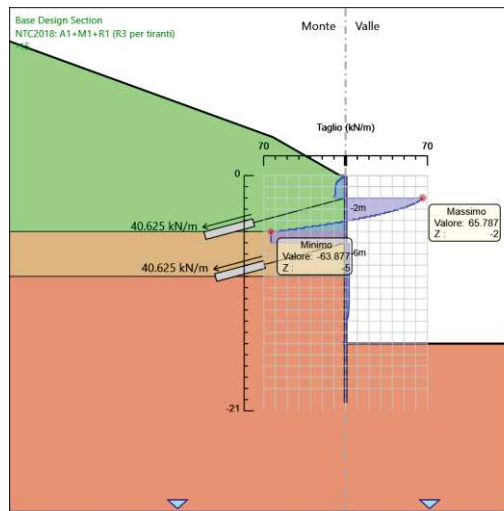 Base Design Section
NTC2018: A1+M1+R1 (R3 per tiranti)
Monte
Valle
Taglio (kN/m)
70
70
0
-2m
Massimo
Valore: 65.787
Z : -2
40.625 kN/m
Minimo
Valore: -63.877
Z : -5
-6m
40.625 kN/m
-21